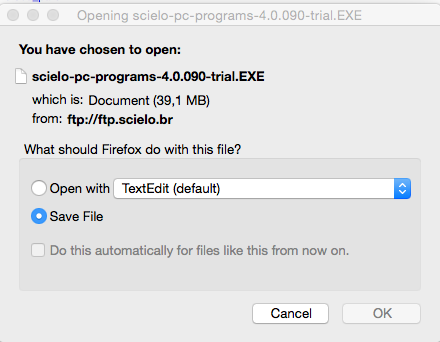 Opening scielo-pc-programs-4.0.090-trial.EXE
You have chosen to open:
scielo-pc-programs-4.0.090-trial.EXE
which is: Document (39,1 MB)
from: ftp://ftp.scielo.br
What should Firefox do with this file?
Open with TextEdit (default)
Save File
Do this automatically for files like this from now on.
Cancel OK